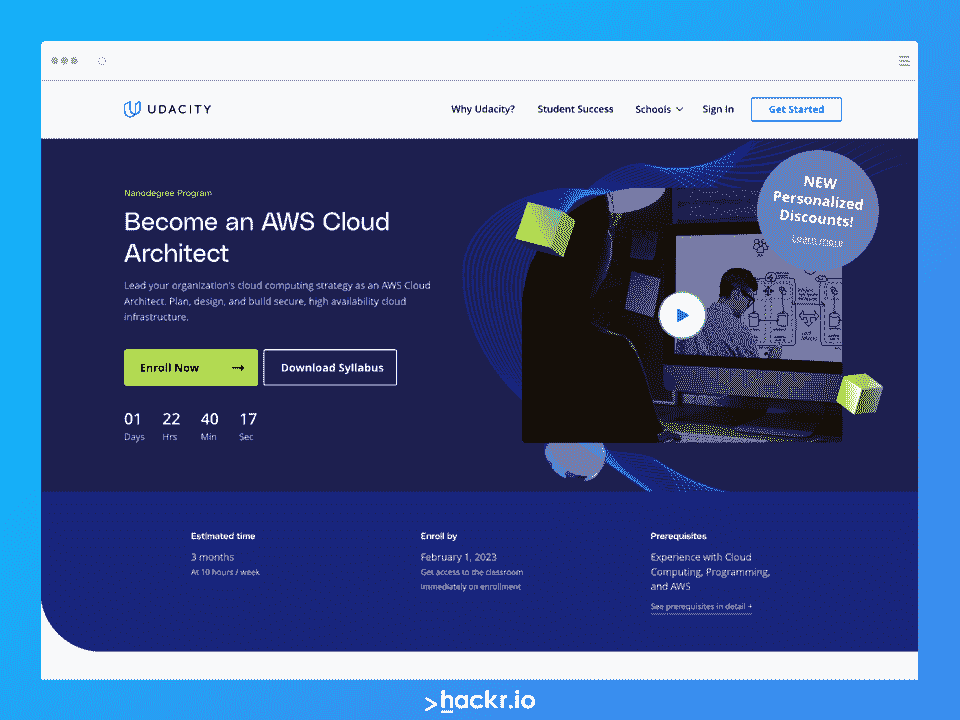 UDACITY
Why Udacity?
Student Success
Schools
Sign In
Get Started
Nanodegree Program
Become an AWS Cloud
Architect
Lead your organization's cloud computing strategy as an AWS Cloud
Architect. Plan, design, and build secure, high availability cloud
infrastructure.
Enroll Now
Download Syllabus
01 22 40 17
Days Hrs Min Sec
NEW
Personalized
Discounts!
Learn more
Estimated time
3 months
At 10 hours / week
Enroll by
February 1, 2023
Get access to the classroom
immediately on enrollment
Prerequisites
Experience with Cloud
Computing, Programming,
and AWS
See prerequisites in detail +
hackr.io